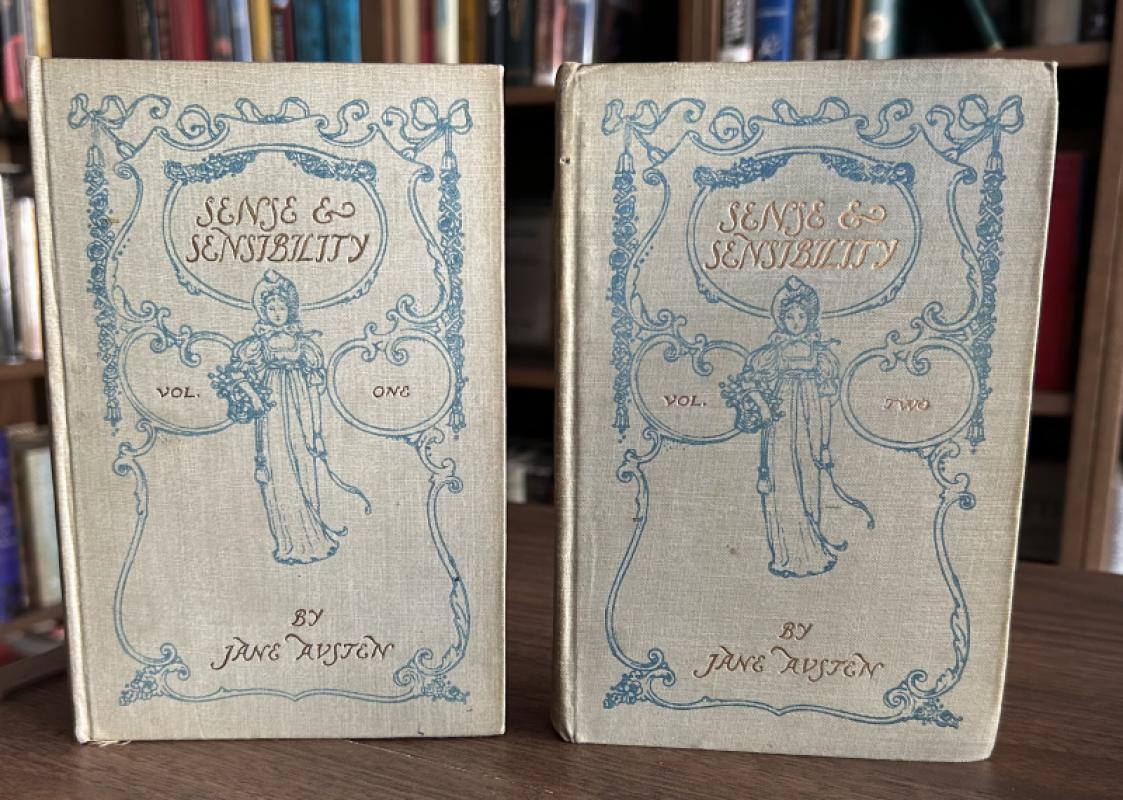 SENSE &
SENSIBILITY
VOL. ONE
BY
JANE AUSTEN
SENSE &
SENSIBILITY
VOL. TWO
BY
JANE AUSTEN